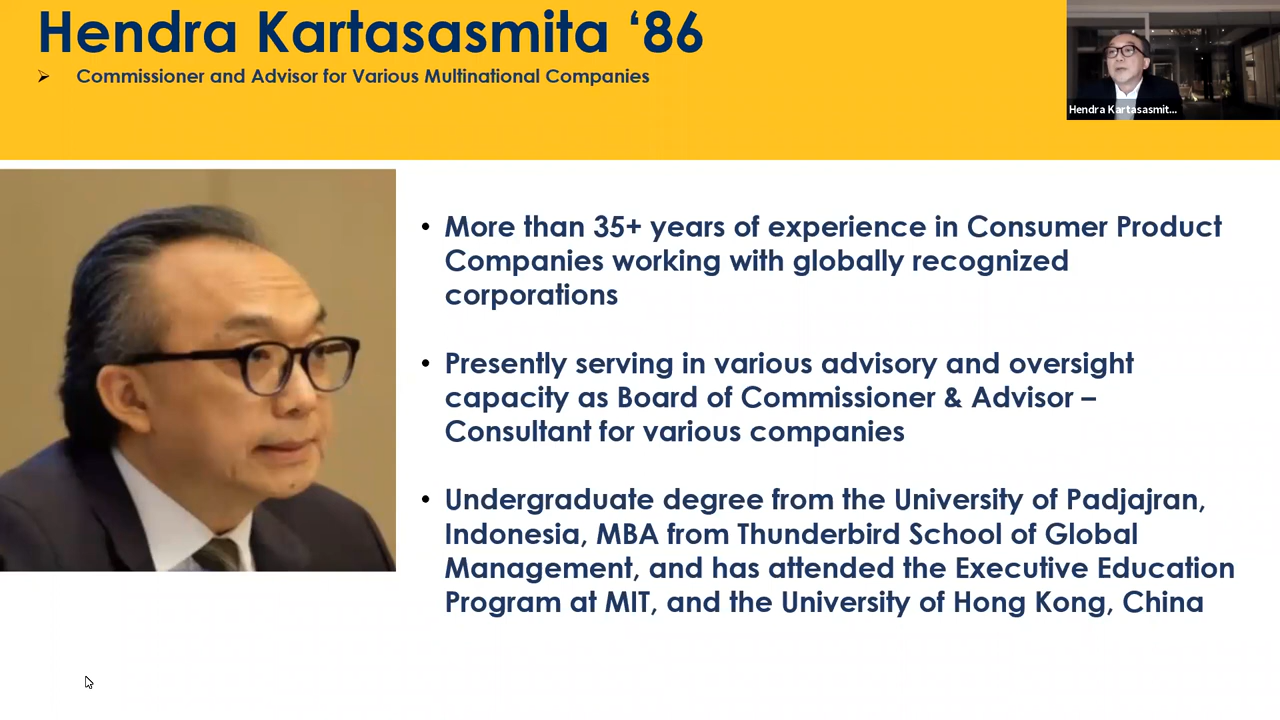 Hendra Kartasasmita ‘86
➢ Commissioner and Advisor for Various Multinational Companies
Hendra Kartasasmit...
• More than 35+ years of experience in Consumer Product
Companies working with globally recognized
corporations
• Presently serving in various advisory and oversight
capacity as Board of Commissioner & Advisor –
Consultant for various companies
• Undergraduate degree from the University of Padjajran,
Indonesia, MBA from Thunderbird School of Global
Management, and has attended the Executive Education
Program at MIT, and the University of Hong Kong, China